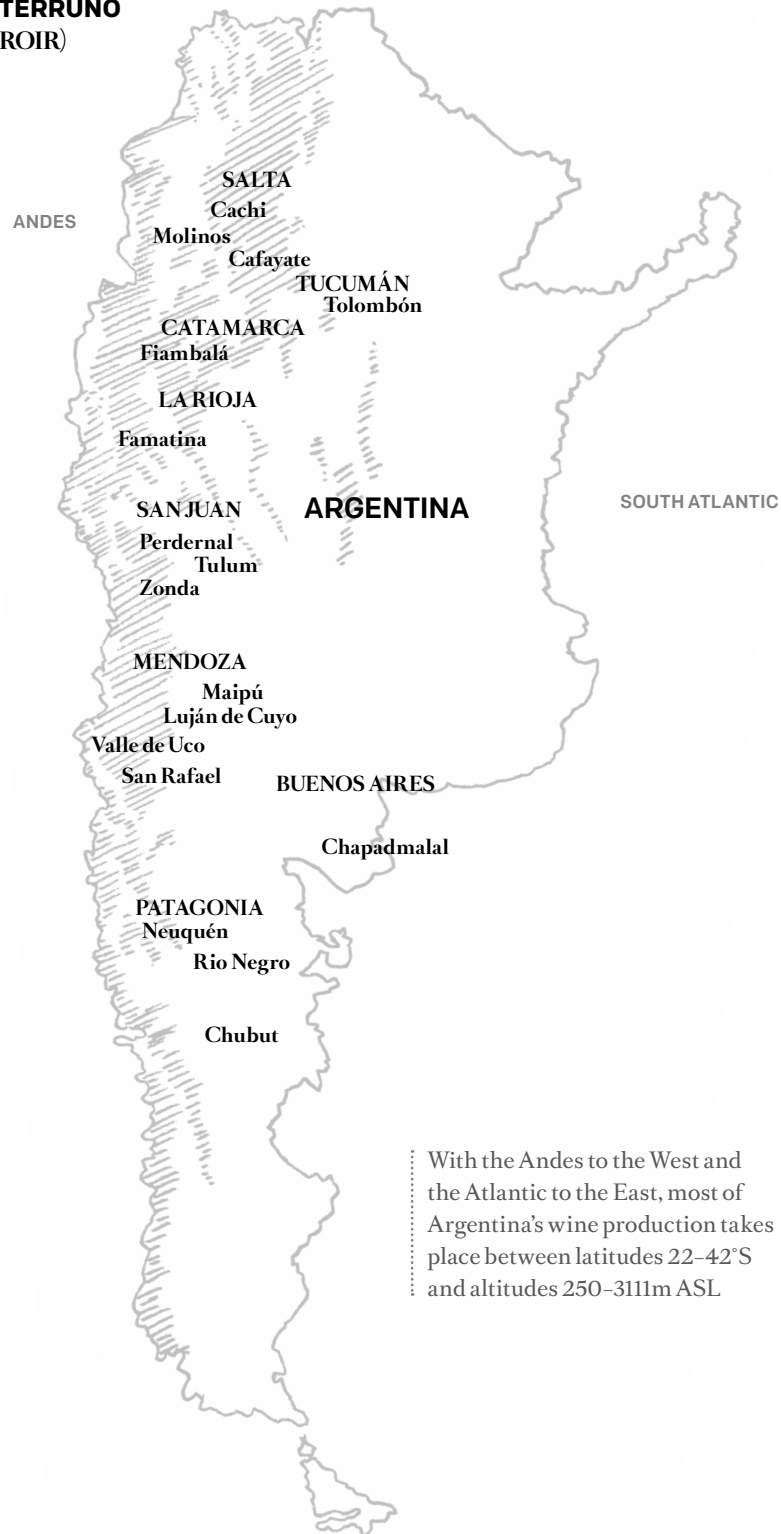 TERRUNO
ROIR)
SALTA
Cachi
ANDES
Molinos
Cafayate
TUCUMÁN
Tolombón
CATAMARCA
Fiambalá
LA RIOJA
Famatina
SAN JUAN
ARGENTINA
SOUTH ATLANTIC
Perdernal
Tulum
Zonda
MENDOZA
Maipú
Luján de Cuyo
Valle de Uco
San Rafael
BUENOS AIRES
Chapadmalal
PATAGONIA
Neuquén
Rio Negro
Chubut
With the Andes to the West and
the Atlantic to the East, most of
Argentina’s wine production takes
place between latitudes 22–42°S
and altitudes 250–3111m ASL